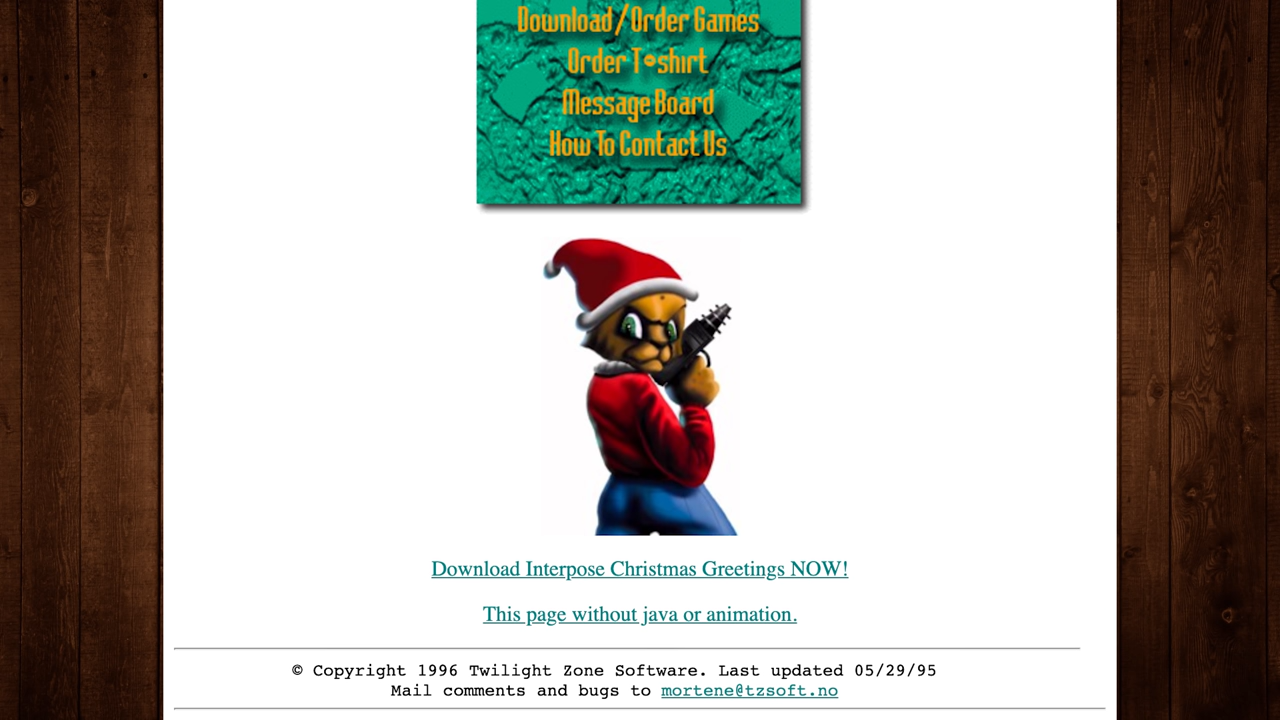 Download/Order Games
Order T-shirt
Message Board
How To Contact Us
Download Interpose Christmas Greetings NOW!
This page without java or animation.
© Copyright 1996 Twilight Zone Software. Last updated 05/29/95
Mail comments and bugs to mortene@tzsoft.no